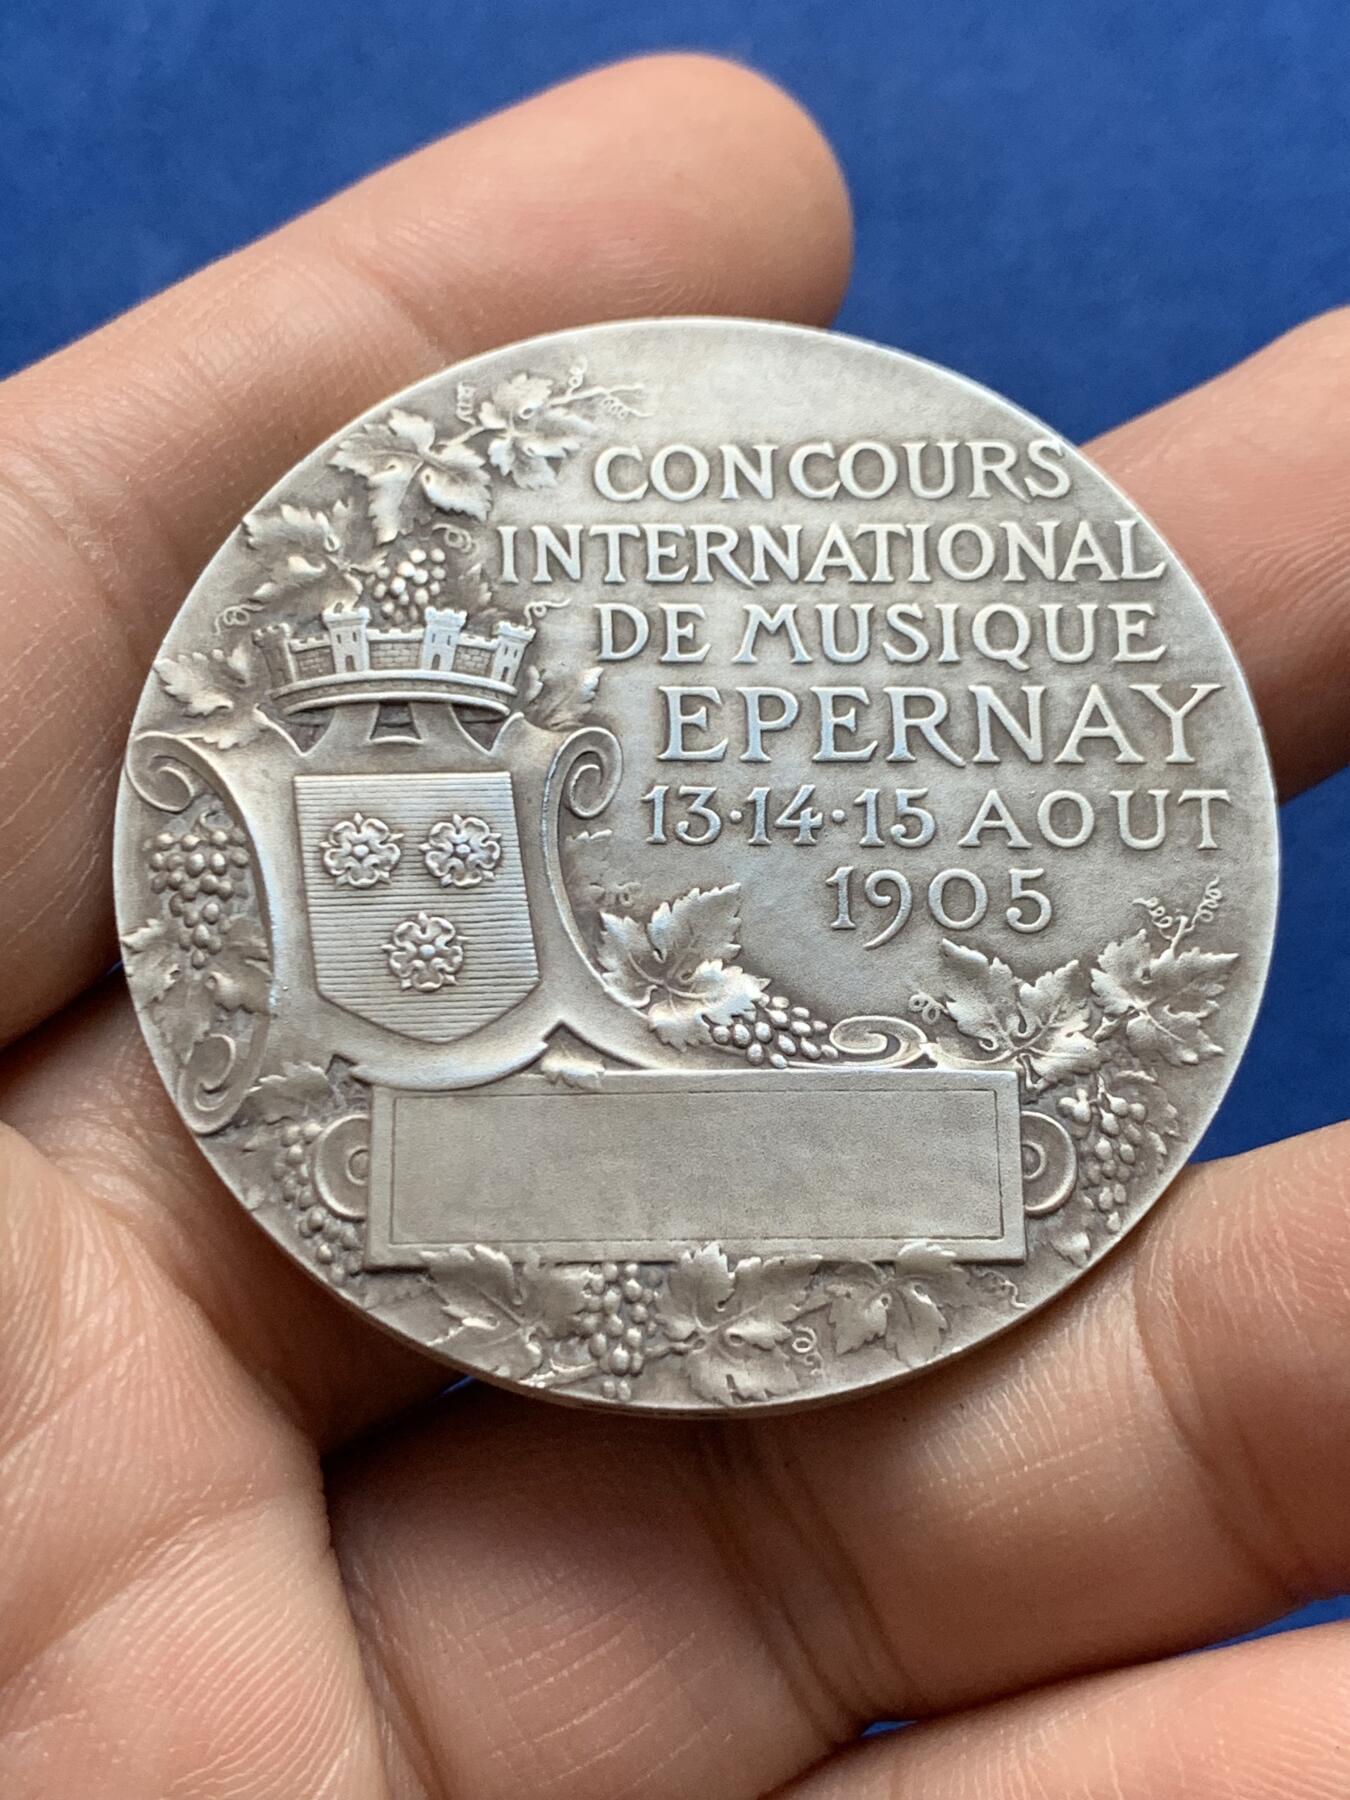 CONCOURS
INTERNATIONAL
DE MUSIQUE
EPERNAY
13·14·15 AOUT
1905